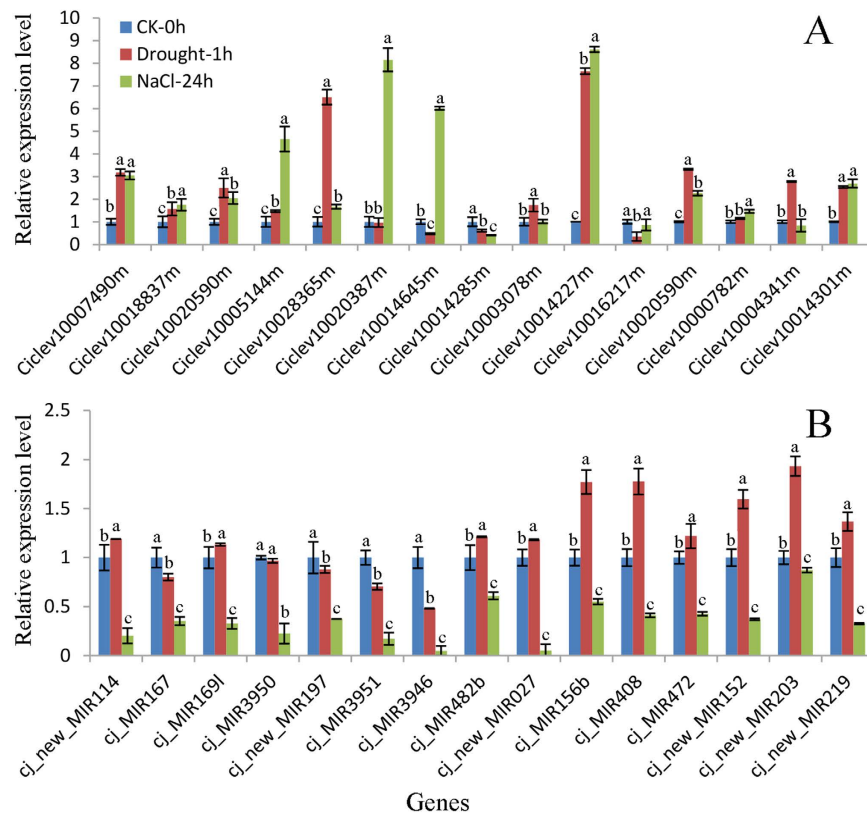 A
CK-0h
Drought-1h
NaCl-24h
Relative expression level
10
9
8
7
6
5
4
3
2
1
0
b a a
c b a
c a b
c b a
c a b
b b a
b c a
a b c
b a b
c b a
a b a
c a b
b b a
b a b
c b a
Ciclev10007490m
Ciclev10018837m
Ciclev10020590m
Ciclev10005144m
Ciclev10028365m
Ciclev10020387m
Ciclev10014645m
Ciclev10014285m
Ciclev10003078m
Ciclev10014227m
Ciclev10016217m
Ciclev10020590m
Ciclev10000782m
Ciclev10004341m
Ciclev10014301m
B
Relative expression level
2.5
2
1.5
1
0.5
0
b a c
a b c
b a c
a a b
a b c
a b c
a b c
b a c
b a c
b a c
b a c
b a c
b a c
b a c
b a c
cj_new_MIR114
cj_MIR167
cj_MIR169l
cj_MIR3950
cj_new_MIR197
cj_MIR3951
cj_MIR3946
cj_MIR482b
cj_new_MIR027
cj_MIR156b
cj_MIR408
cj_MIR472
cj_new_MIR152
cj_new_MIR203
cj_new_MIR219
Genes